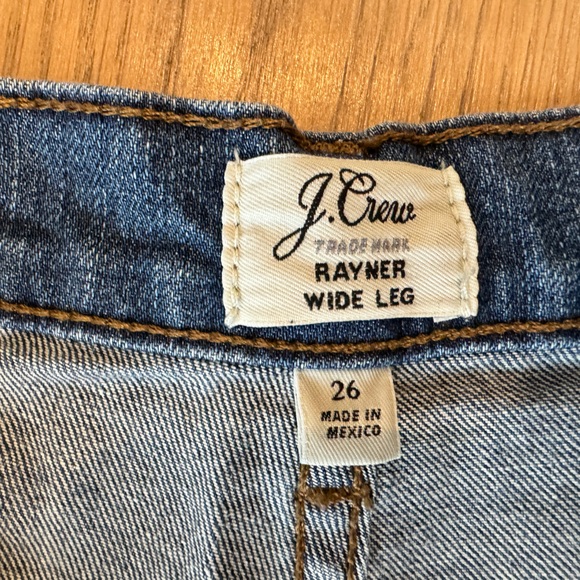 J.Crew
TRADE MARK
RAYNER
WIDE LEG
26
MADE IN
MEXICO